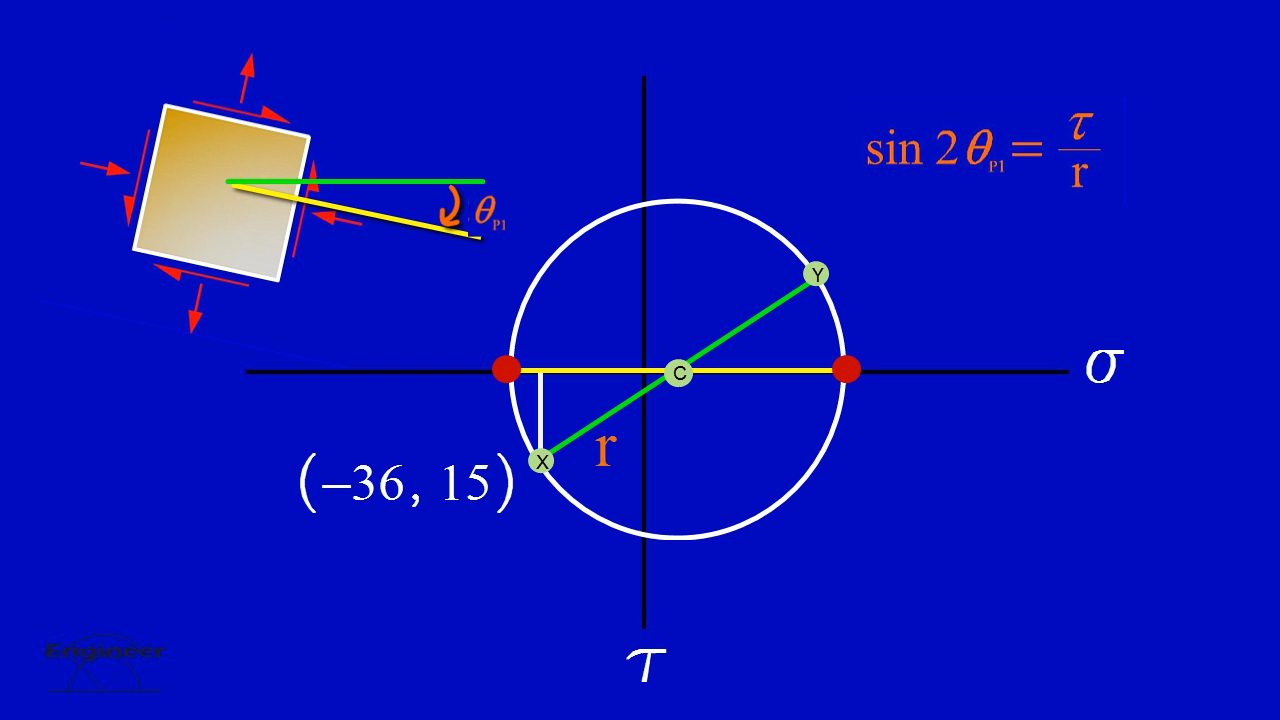 sin 2θP1 = τ/r
θP1
Y
C
σ
X
r
(−36, 15)
τ
Engineer